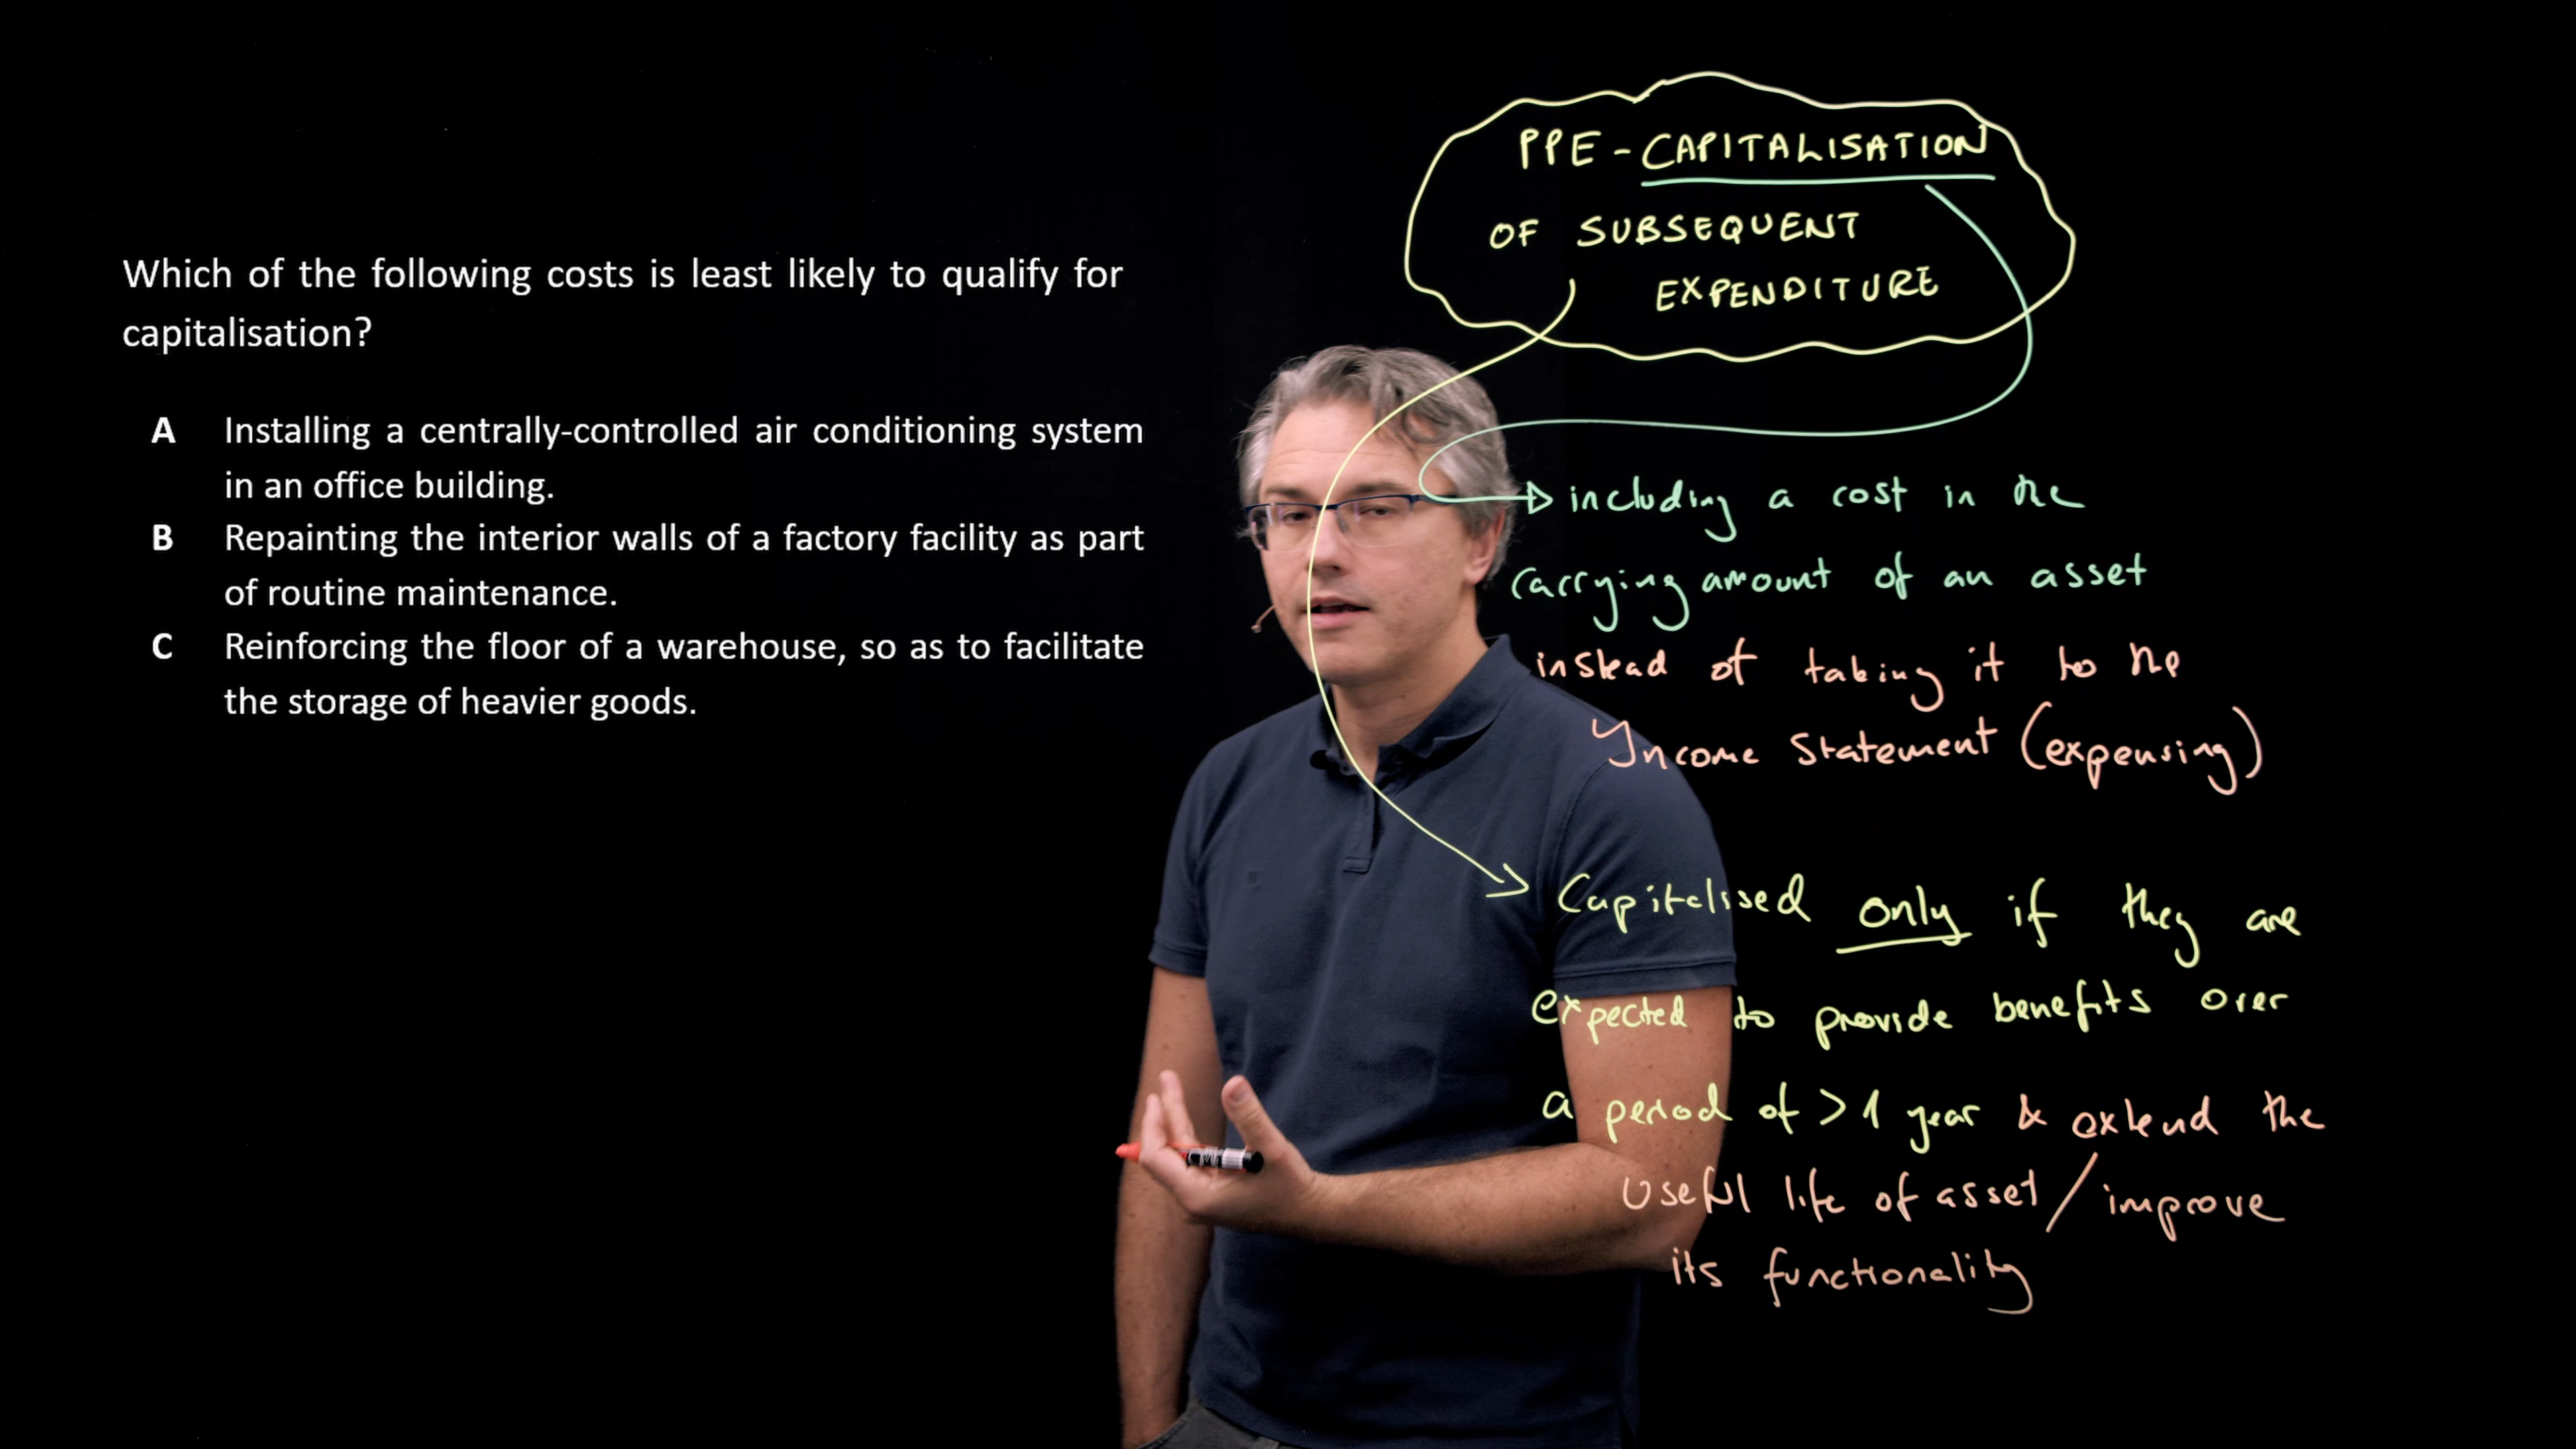 Which of the following costs is least likely to qualify for
capitalisation?
A Installing a centrally-controlled air conditioning system
in an office building.
B Repainting the interior walls of a factory facility as part
of routine maintenance.
C Reinforcing the floor of a warehouse, so as to facilitate
the storage of heavier goods.
PPE - CAPITALISATION
OF SUBSEQUENT
EXPENDITURE
including a cost in the
carrying amount of an asset
instead of taking it to the
Income Statement (expensing)
Capitalised only if they are
expected to provide benefits over
a period of > 1 year & extend the
useful life of asset / improve
its functionality